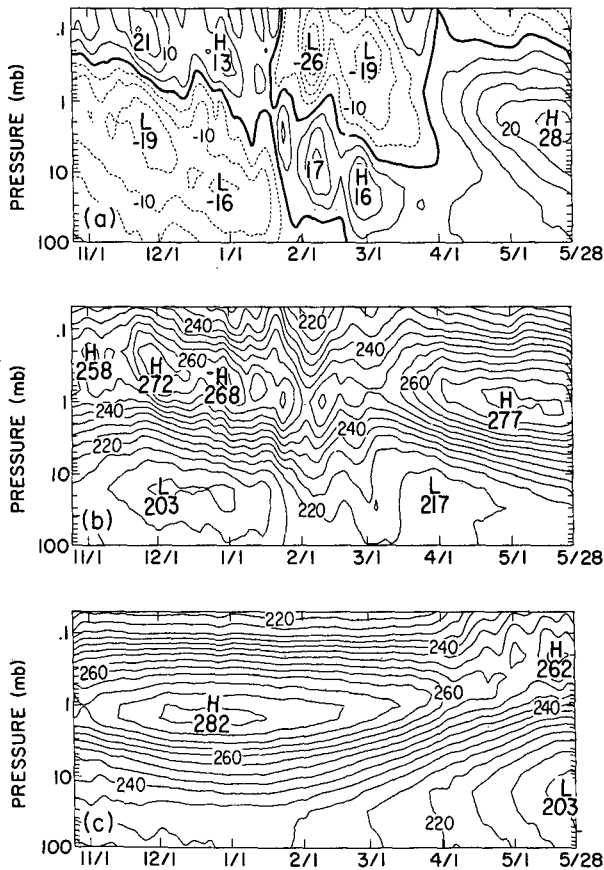 .1
21
10
H
13
L
-26
L
-19
1
-10
-10
L
-19
H
28
20
10
17
H
16
L
-16
-10
(a)
100
PRESSURE (mb)
11/1 12/1 1/1 2/1 3/1 4/1 5/1 5/28
.1
240
220
240
H
258
H
272
260
H
268
260
1
H
277
240
240
220
10
L
203
220
L
217
(b)
100
PRESSURE (mb)
11/1 12/1 1/1 2/1 3/1 4/1 5/1 5/28
220
.1
240
H
262
260
260
1
H
282
240
260
10
240
L
203
220
(c)
100
PRESSURE (mb)
11/1 12/1 1/1 2/1 3/1 4/1 5/1 5/28